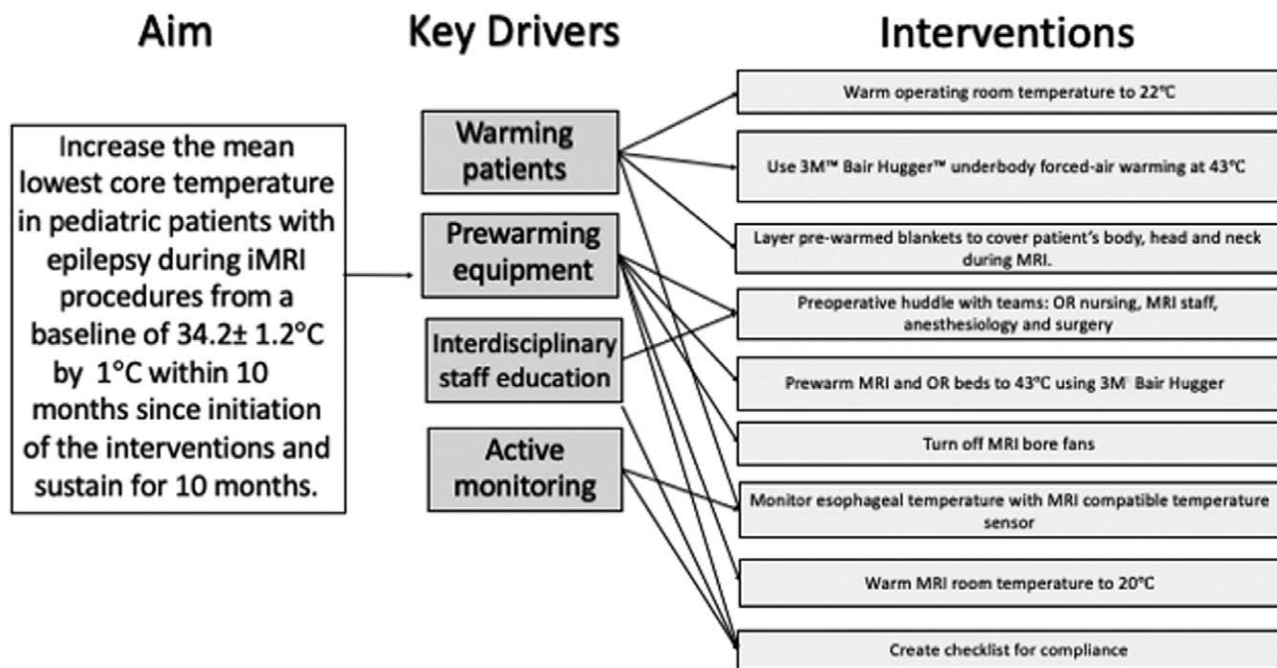 Aim
Key Drivers
Interventions
Increase the mean
lowest core temperature
in pediatric patients with
epilepsy during iMRI
procedures from a
baseline of 34.2± 1.2°C
by 1°C within 10
months since initiation
of the interventions and
sustain for 10 months.
Warming
patients
Prewarming
equipment
Interdisciplinary
staff education
Active
monitoring
Warm operating room temperature to 22°C
Use 3M™ Bair Hugger™ underbody forced-air warming at 43°C
Layer pre-warmed blankets to cover patient's body, head and neck
during MRI.
Preoperative huddle with teams: OR nursing, MRI staff,
anesthesiology and surgery
Prewarm MRI and OR beds to 43°C using 3M™ Bair Hugger
Turn off MRI bore fans
Monitor esophageal temperature with MRI compatible temperature
sensor
Warm MRI room temperature to 20°C
Create checklist for compliance